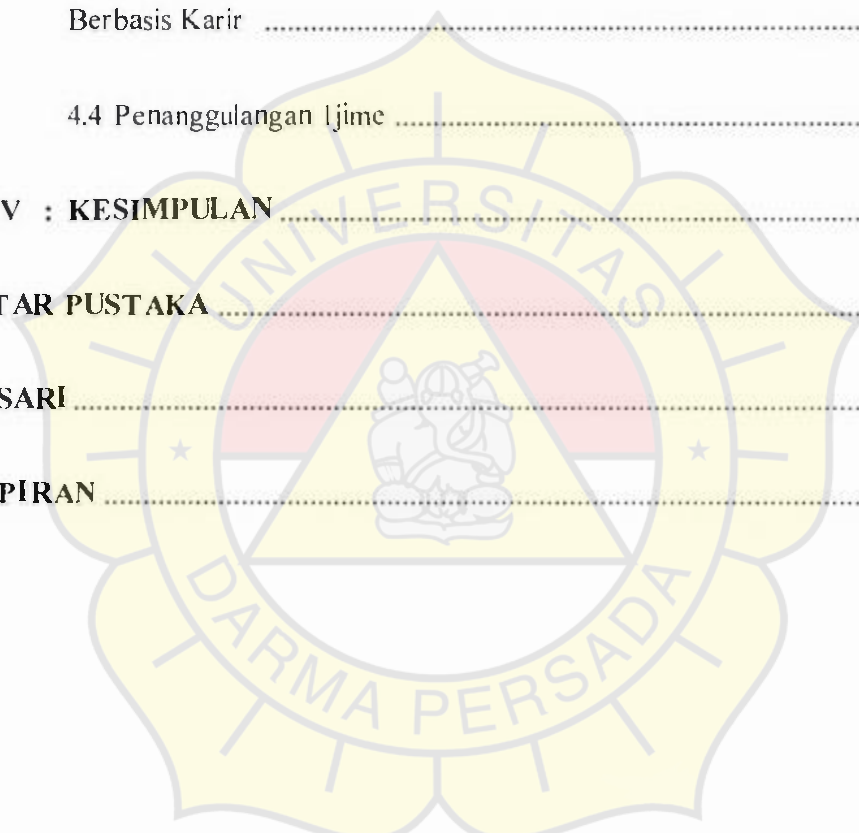 Berbasis Karir ........................................................................
4.4 Penanggulangan Ijime ........................................................................
V : KESIMPULAN ........................................................................
TAR PUSTAKA ........................................................................
SARI ........................................................................
PIRAN ........................................................................
UNIVERSITAS
DARMA PERSADA